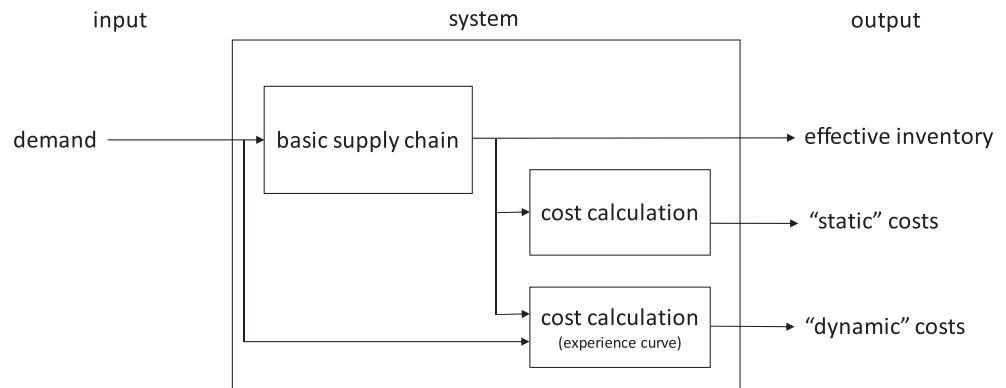 input
system
output
demand
basic supply chain
effective inventory
cost calculation
“static” costs
cost calculation
(experience curve)
“dynamic” costs